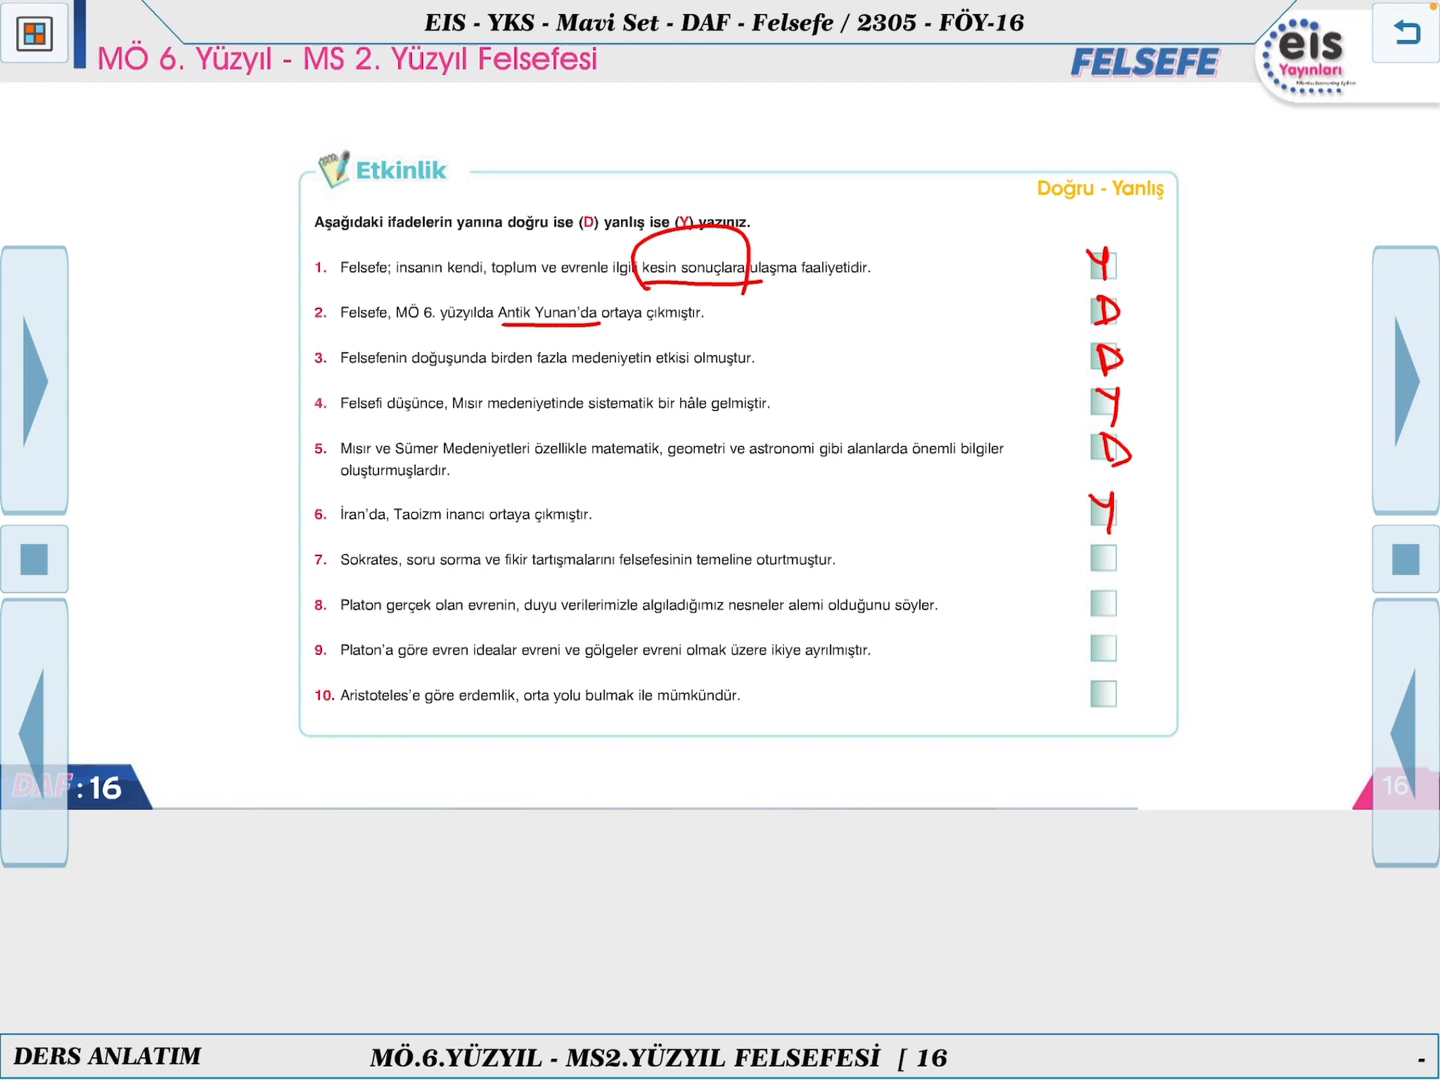 EIS - YKS - Mavi Set - DAF - Felsefe / 2305 - FÖY-16
MÖ 6. Yüzyıl - MS 2. Yüzyıl Felsefesi
FELSEFE
eis
Yayınları
Etkinlik
Doğru - Yanlış
Aşağıdaki ifadelerin yanına doğru ise (D) yanlış ise (Y) yazınız.
1. Felsefe; insanın kendi, toplum ve evrenle ilgili kesin sonuçlara ulaşma faaliyetidir. Y
2. Felsefe, MÖ 6. yüzyılda Antik Yunan'da ortaya çıkmıştır. D
3. Felsefenin doğuşunda birden fazla medeniyetin etkisi olmuştur. D
4. Felsefi düşünce, Mısır medeniyetinde sistematik bir hâle gelmiştir. Y
5. Mısır ve Sümer Medeniyetleri özellikle matematik, geometri ve astronomi gibi alanlarda önemli bilgiler D
oluşturmuşlardır.
6. İran'da, Taoizm inancı ortaya çıkmıştır. Y
7. Sokrates, soru sorma ve fikir tartışmalarını felsefesinin temeline oturtmuştur.
8. Platon gerçek olan evrenin, duyu verilerimizle algıladığımız nesneler alemi olduğunu söyler.
9. Platon'a göre evren idealar evreni ve gölgeler evreni olmak üzere ikiye ayrılmıştır.
10. Aristoteles'e göre erdemlik, orta yolu bulmak ile mümkündür.
DAF : 16
16
DERS ANLATIM
MÖ.6.YÜZYIL - MS2.YÜZYIL FELSEFESİ [ 16
-